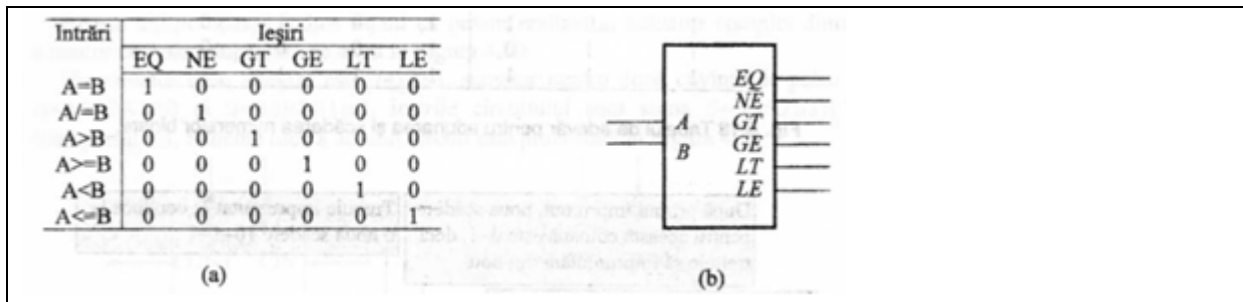 Intrări Ieşiri
EQ NE GT GE LT LE
A=B 1 0 0 0 0 0
A/=B 0 1 0 0 0 0
A>B 0 0 1 0 0 0
A>=B 0 0 0 1 0 0
A<B 0 0 0 0 1 0
A<=B 0 0 0 0 0 1
(a)
A
B
EQ
NE
GT
GE
LT
LE
(b)